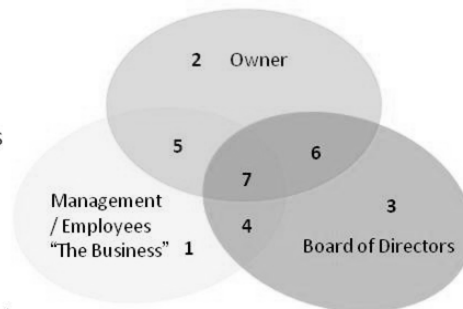 2 Owner
5
6
7
Management
/ Employees
"The Business" 1
4
3
Board of Directors